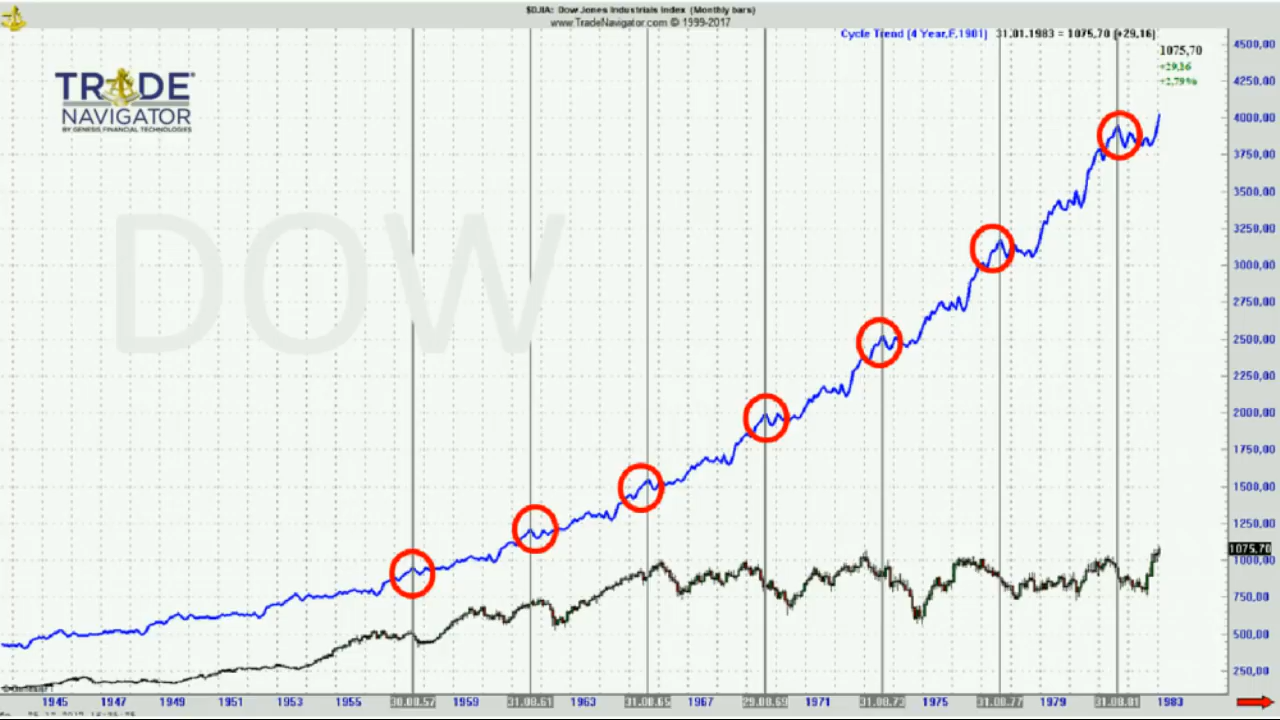 $DJIA: Dow Jones Industrials Index (Monthly bars)
www.TradeNavigator.com © 1999-2017
Cycle Trend (4 Year,F,1901) 31.01.1983 = 1075,70 (+29,16)
1075,70
+29,16
+2,79%
TRADE
NAVIGATOR
BY GENESIS FINANCIAL TECHNOLOGIES
DOW
4500,00
4250,00
4000,00
3750,00
3500,00
3250,00
3000,00
2750,00
2500,00
2250,00
2000,00
1750,00
1500,00
1250,00
1075,70
1000,00
750,00
500,00
250,00
1945 1947 1949 1951 1953 1955 30.08.57 1959 31.08.61 1963 31.08.65 1967 29.08.69 1971 31.08.73 1975 31.08.77 1979 31.08.81 1983